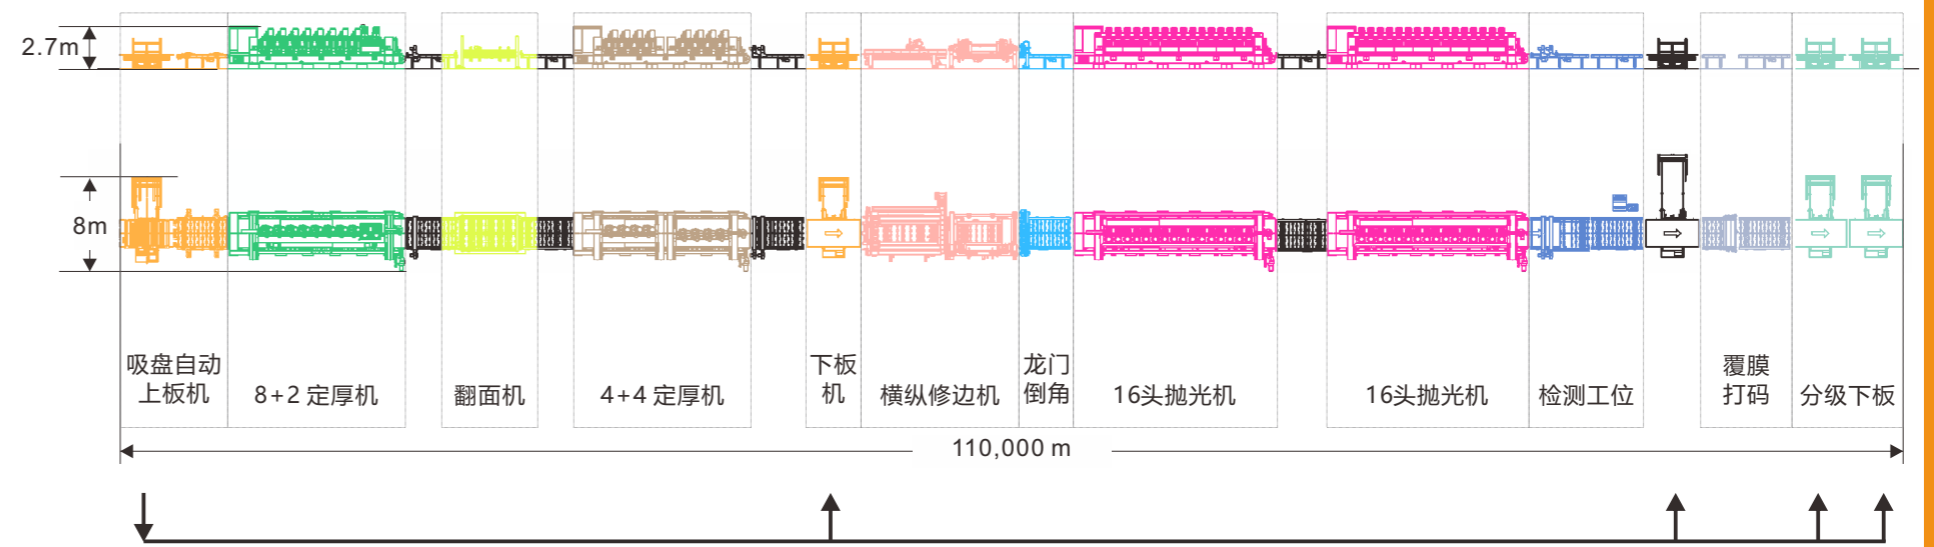 2.7m
8m
吸盘自动
上板机
8+2 定厚机
翻面机
4+4 定厚机
下板
机
横纵修边机
龙门
倒角
16头抛光机
16头抛光机
检测工位
覆膜
打码
分级下板
110,000 m